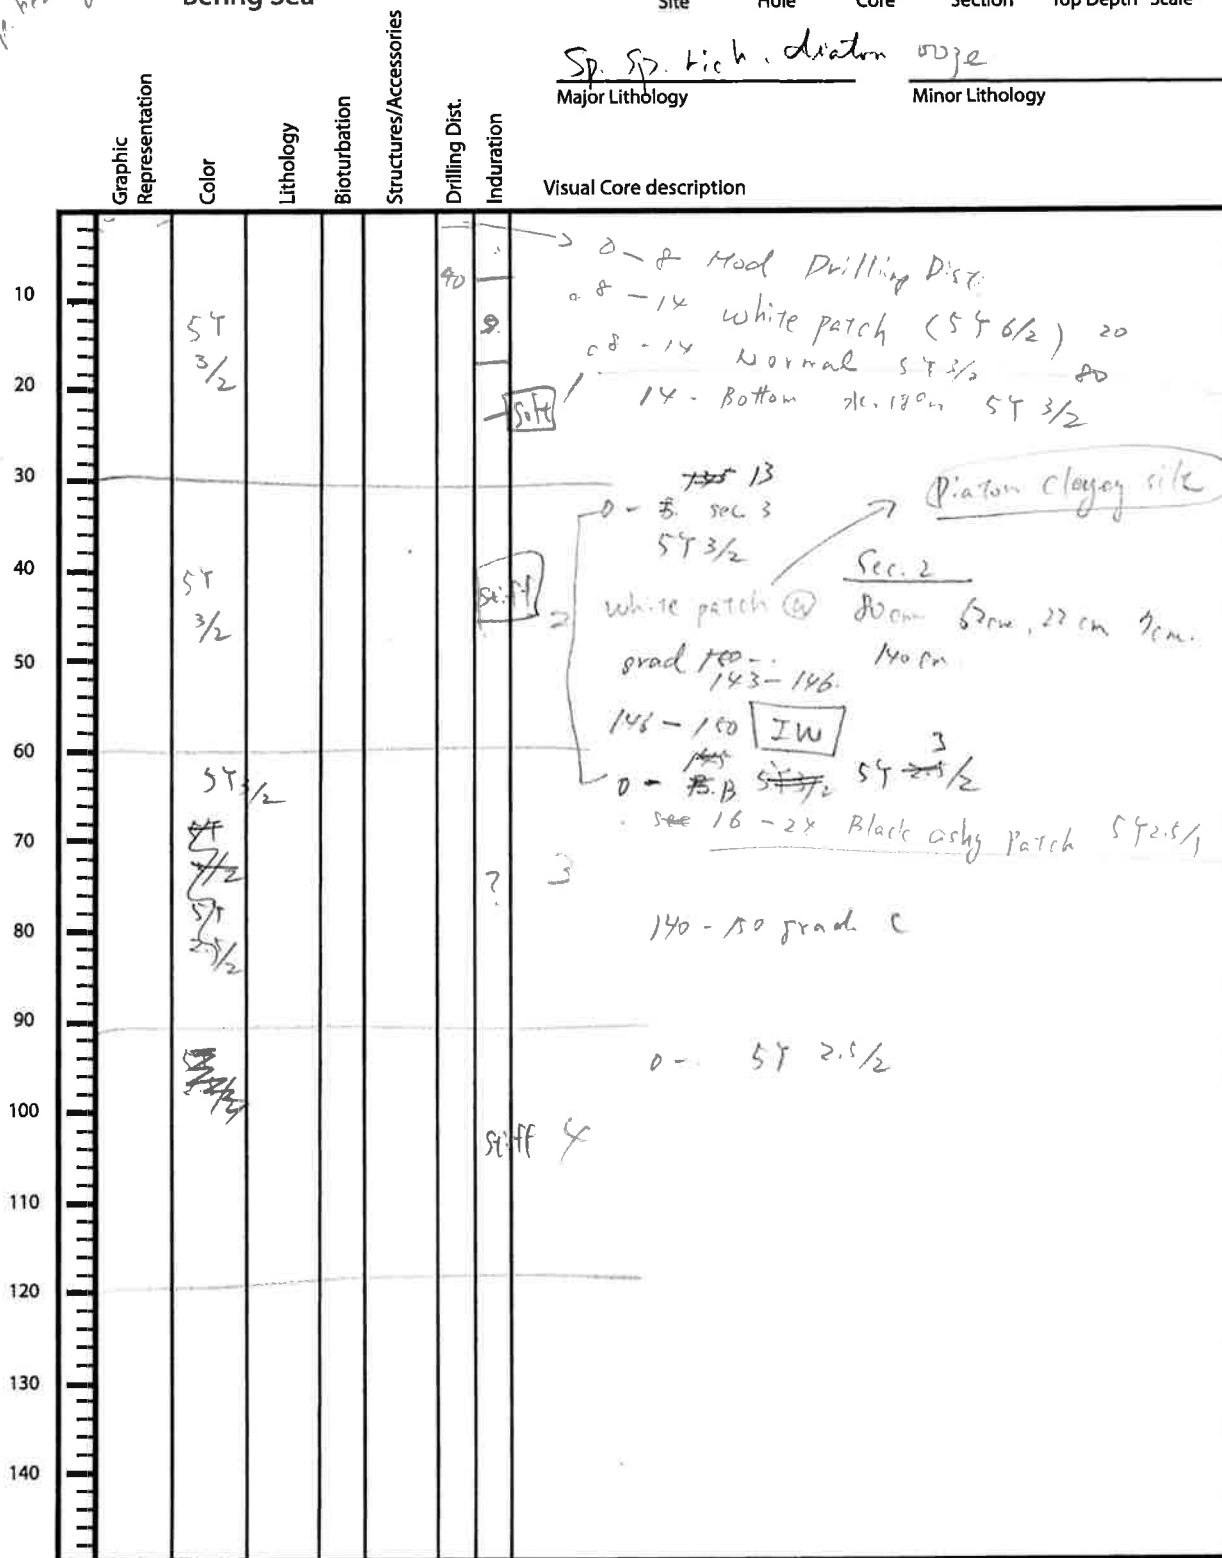 Bering Sea
Site Hole Core Section Top Depth Scale
Sp. Sp. rich. diatom ooze
Major Lithology Minor Lithology
Graphic Representation
Color
Lithology
Bioturbation
Structures/Accessories
Drilling Dist.
Induration
Visual Core description
0 - 8 Mod Drilling Dist.
8 - 14 white patch (5Y 6/2) 20
8 - 14 Normal 5Y 3/2 80
14 - Bottom 5Y 3/2
10
5Y
3/2
20
soft
30
13
0 - sec 3
5Y 3/2
Diatom clayey silt
40
5Y
3/2
stiff
2
Sec. 2
white patch @ 80cm 52cm, 22 cm 9cm.
140 cm
50
grad
143 - 146
146 - 150 IW
60
5Y 3/2
0 - B 5Y 3/2
16 - 24 Black ashy patch 5Y 2.5/1
70
5Y
2.5/2
? 3
80
140 - 150 grad. C
90
0 - 5Y 2.5/2
100
stiff 4
110
120
130
140